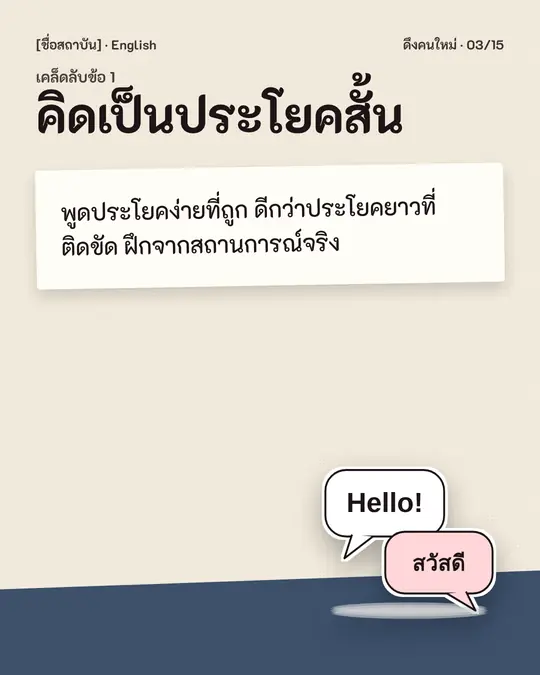 [ชื่อสถาบัน] · English
ดึงคนใหม่ · 03/15
เคล็ดลับข้อ 1
คิดเป็นประโยคสั้น
พูดประโยคง่ายที่ถูก ดีกว่าประโยคยาวที่
ติดขัด ฝึกจากสถานการณ์จริง
Hello!
สวัสดี